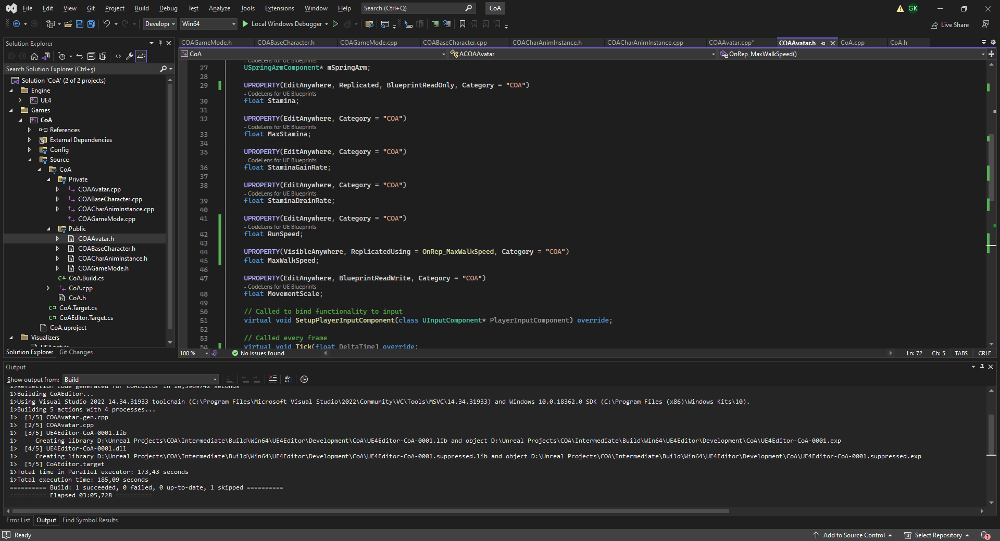 File Edit View Git Project Build Debug Test Analyze Tools Extensions Window Help Search (Ctrl+Q) CoA GK
Develop Win64 Local Windows Debugger Live Share
Solution Explorer
Search Solution Explorer (Ctrl+ş)
Solution 'CoA' (2 of 2 projects)
Engine
UE4
Games
CoA
References
External Dependencies
Config
Source
CoA
Private
COAAvatar.cpp
COABaseCharacter.cpp
COACharAnimInstance.cpp
COAGameMode.cpp
Public
COAAvatar.h
COABaseCharacter.h
COACharAnimInstance.h
COAGameMode.h
CoA.Build.cs
CoA.cpp
CoA.h
CoA.Target.cs
CoAEditor.Target.cs
CoA.uproject
Visualizers
UE4.natvis
Solution Explorer Git Changes
COAGameMode.h COABaseCharacter.h COAGameMode.cpp COABaseCharacter.cpp COACharAnimInstance.h COACharAnimInstance.cpp COAAvatar.cpp* COAAvatar.h CoA.cpp CoA.h
CoA ACOAAvatar OnRep_MaxWalkSpeed()
- CodeLens for UE Blueprints
27 USpringArmComponent* mSpringArm;
28
29 UPROPERTY(EditAnywhere, Replicated, BlueprintReadOnly, Category = "COA")
- CodeLens for UE Blueprints
30 float Stamina;
31
32 UPROPERTY(EditAnywhere, Category = "COA")
- CodeLens for UE Blueprints
33 float MaxStamina;
34
35 UPROPERTY(EditAnywhere, Category = "COA")
- CodeLens for UE Blueprints
36 float StaminaGainRate;
37
38 UPROPERTY(EditAnywhere, Category = "COA")
- CodeLens for UE Blueprints
39 float StaminaDrainRate;
40
41 UPROPERTY(EditAnywhere, Category = "COA")
- CodeLens for UE Blueprints
42 float RunSpeed;
43
44 UPROPERTY(VisibleAnywhere, ReplicatedUsing = OnRep_MaxWalkSpeed, Category = "COA")
45 float MaxWalkSpeed;
46
47 UPROPERTY(EditAnywhere, BlueprintReadWrite, Category = "COA")
- CodeLens for UE Blueprints
48 float MovementScale;
49
50 // Called to bind functionality to input
51 virtual void SetupPlayerInputComponent(class UInputComponent* PlayerInputComponent) override;
52
53 // Called every frame
54 virtual void Tick(float DeltaTime) override;
100 % No issues found Ln: 72 Ch: 5 TABS CRLF
Output
Show output from: Build
1>Reflection code generated for CoAEditor in 10,5969742 seconds
1>Building CoAEditor...
1>Using Visual Studio 2022 14.34.31933 toolchain (C:\Program Files\Microsoft Visual Studio\2022\Community\VC\Tools\MSVC\14.34.31933) and Windows 10.0.18362.0 SDK (C:\Program Files (x86)\Windows Kits\10).
1>Building 5 actions with 4 processes...
1> [1/5] COAAvatar.gen.cpp
1> [2/5] COAAvatar.cpp
1> [3/5] UE4Editor-CoA-0001.lib
1> Creating library D:\Unreal Projects\COA\Intermediate\Build\Win64\UE4Editor\Development\CoA\UE4Editor-CoA-0001.lib and object D:\Unreal Projects\COA\Intermediate\Build\Win64\UE4Editor\Development\CoA\UE4Editor-CoA-0001.exp
1> [4/5] UE4Editor-CoA-0001.dll
1> Creating library D:\Unreal Projects\COA\Intermediate\Build\Win64\UE4Editor\Development\CoA\UE4Editor-CoA-0001.suppressed.lib and object D:\Unreal Projects\COA\Intermediate\Build\Win64\UE4Editor\Development\CoA\UE4Editor-CoA-0001.suppressed.exp
1> [5/5] CoAEditor.target
1>Total time in Parallel executor: 173,43 seconds
1>Total execution time: 185,09 seconds
========== Build: 1 succeeded, 0 failed, 0 up-to-date, 1 skipped ==========
========== Elapsed 03:05,728 ==========
Error List Output Find Symbol Results
Ready Add to Source Control Select Repository 1